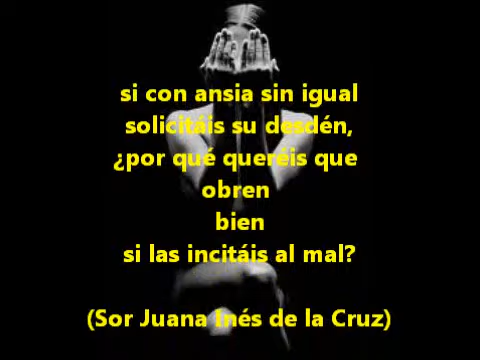 si con ansia sin igual
solicitáis su desdén,
¿por qué queréis que
obren
bien
si las incitáis al mal?
(Sor Juana Inés de la Cruz)